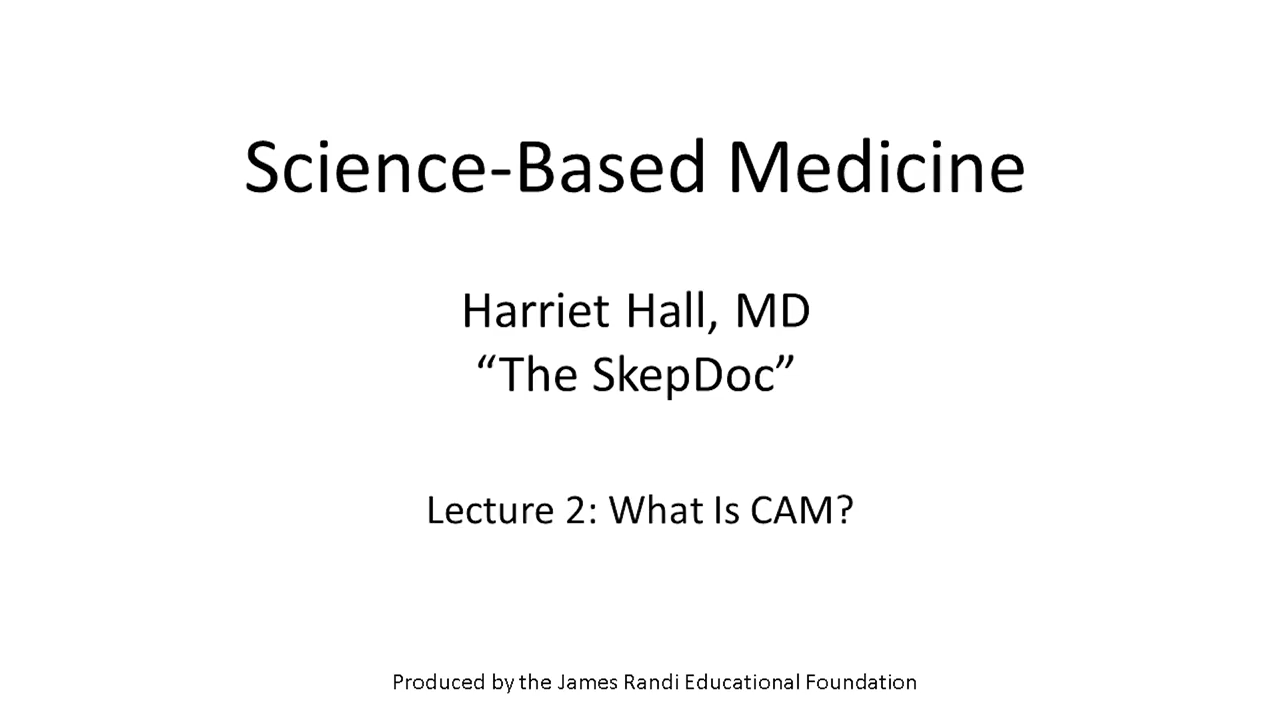 Science-Based Medicine
Harriet Hall, MD
“The SkepDoc”
Lecture 2: What Is CAM?
Produced by the James Randi Educational Foundation